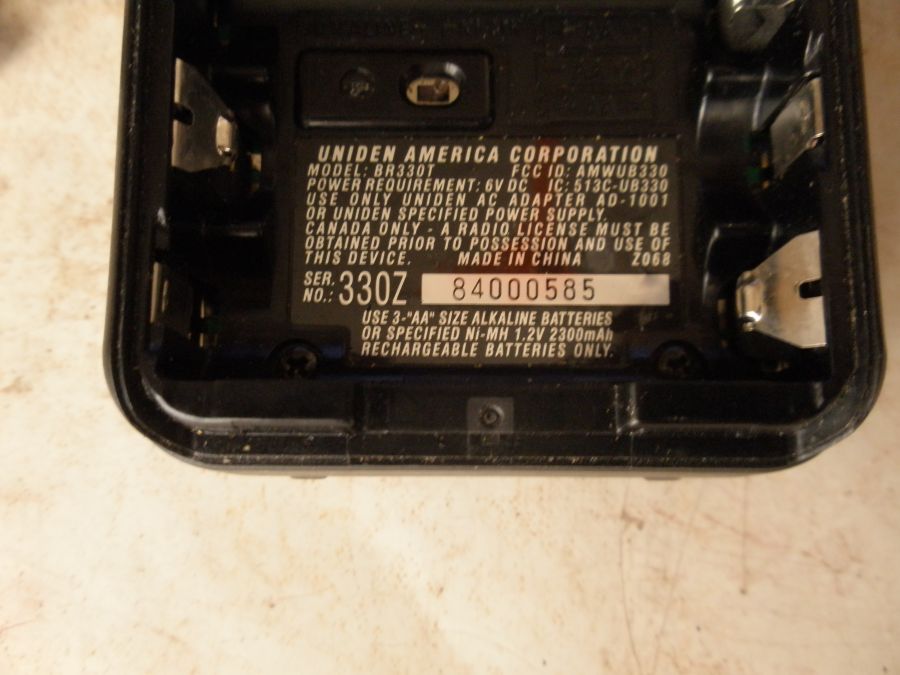 UNIDEN AMERICA CORPORATION
MODEL: BR330T FCC ID: AMWUB330
POWER REQUIREMENT: 6V DC IC: 513C-UB330
USE ONLY UNIDEN AC ADAPTER AD-1001
OR UNIDEN SPECIFIED POWER SUPPLY.
CANADA ONLY - A RADIO LICENSE MUST BE
OBTAINED PRIOR TO POSSESSION AND USE OF
THIS DEVICE. MADE IN CHINA Z068
SER. NO.: 330Z 84000585
USE 3-"AA" SIZE ALKALINE BATTERIES
OR SPECIFIED Ni-MH 1.2V 2300mAh
RECHARGEABLE BATTERIES ONLY.